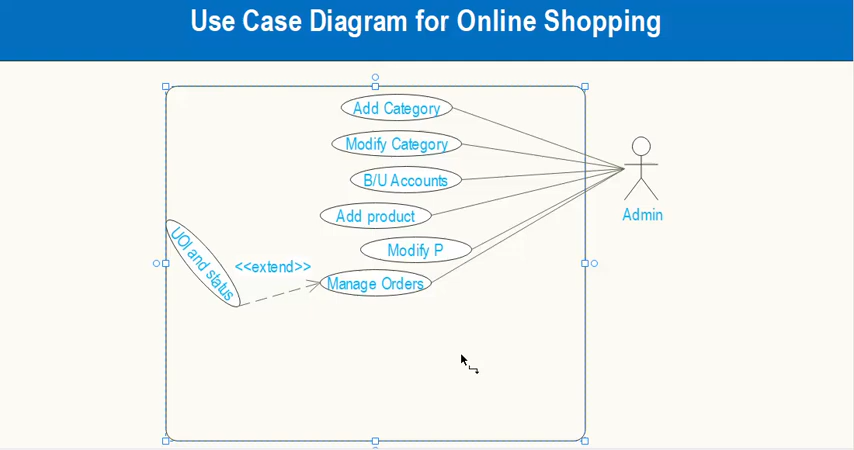 Use Case Diagram for Online Shopping
Add Category
Modify Category
B/U Accounts
Add product
Admin
UOI and status
<<extend>>
Modify P
Manage Orders